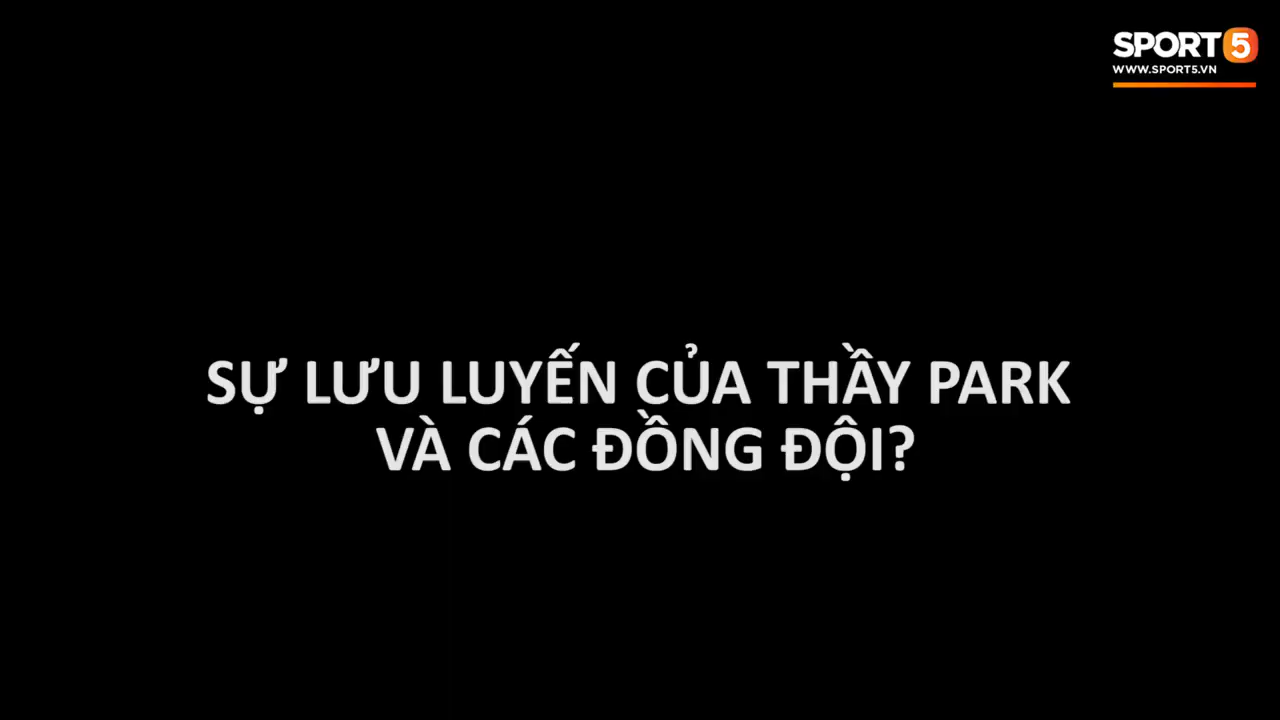 SPORT5
WWW.SPORT5.VN
SỰ LƯU LUYẾN CỦA THẦY PARK
VÀ CÁC ĐỒNG ĐỘI?